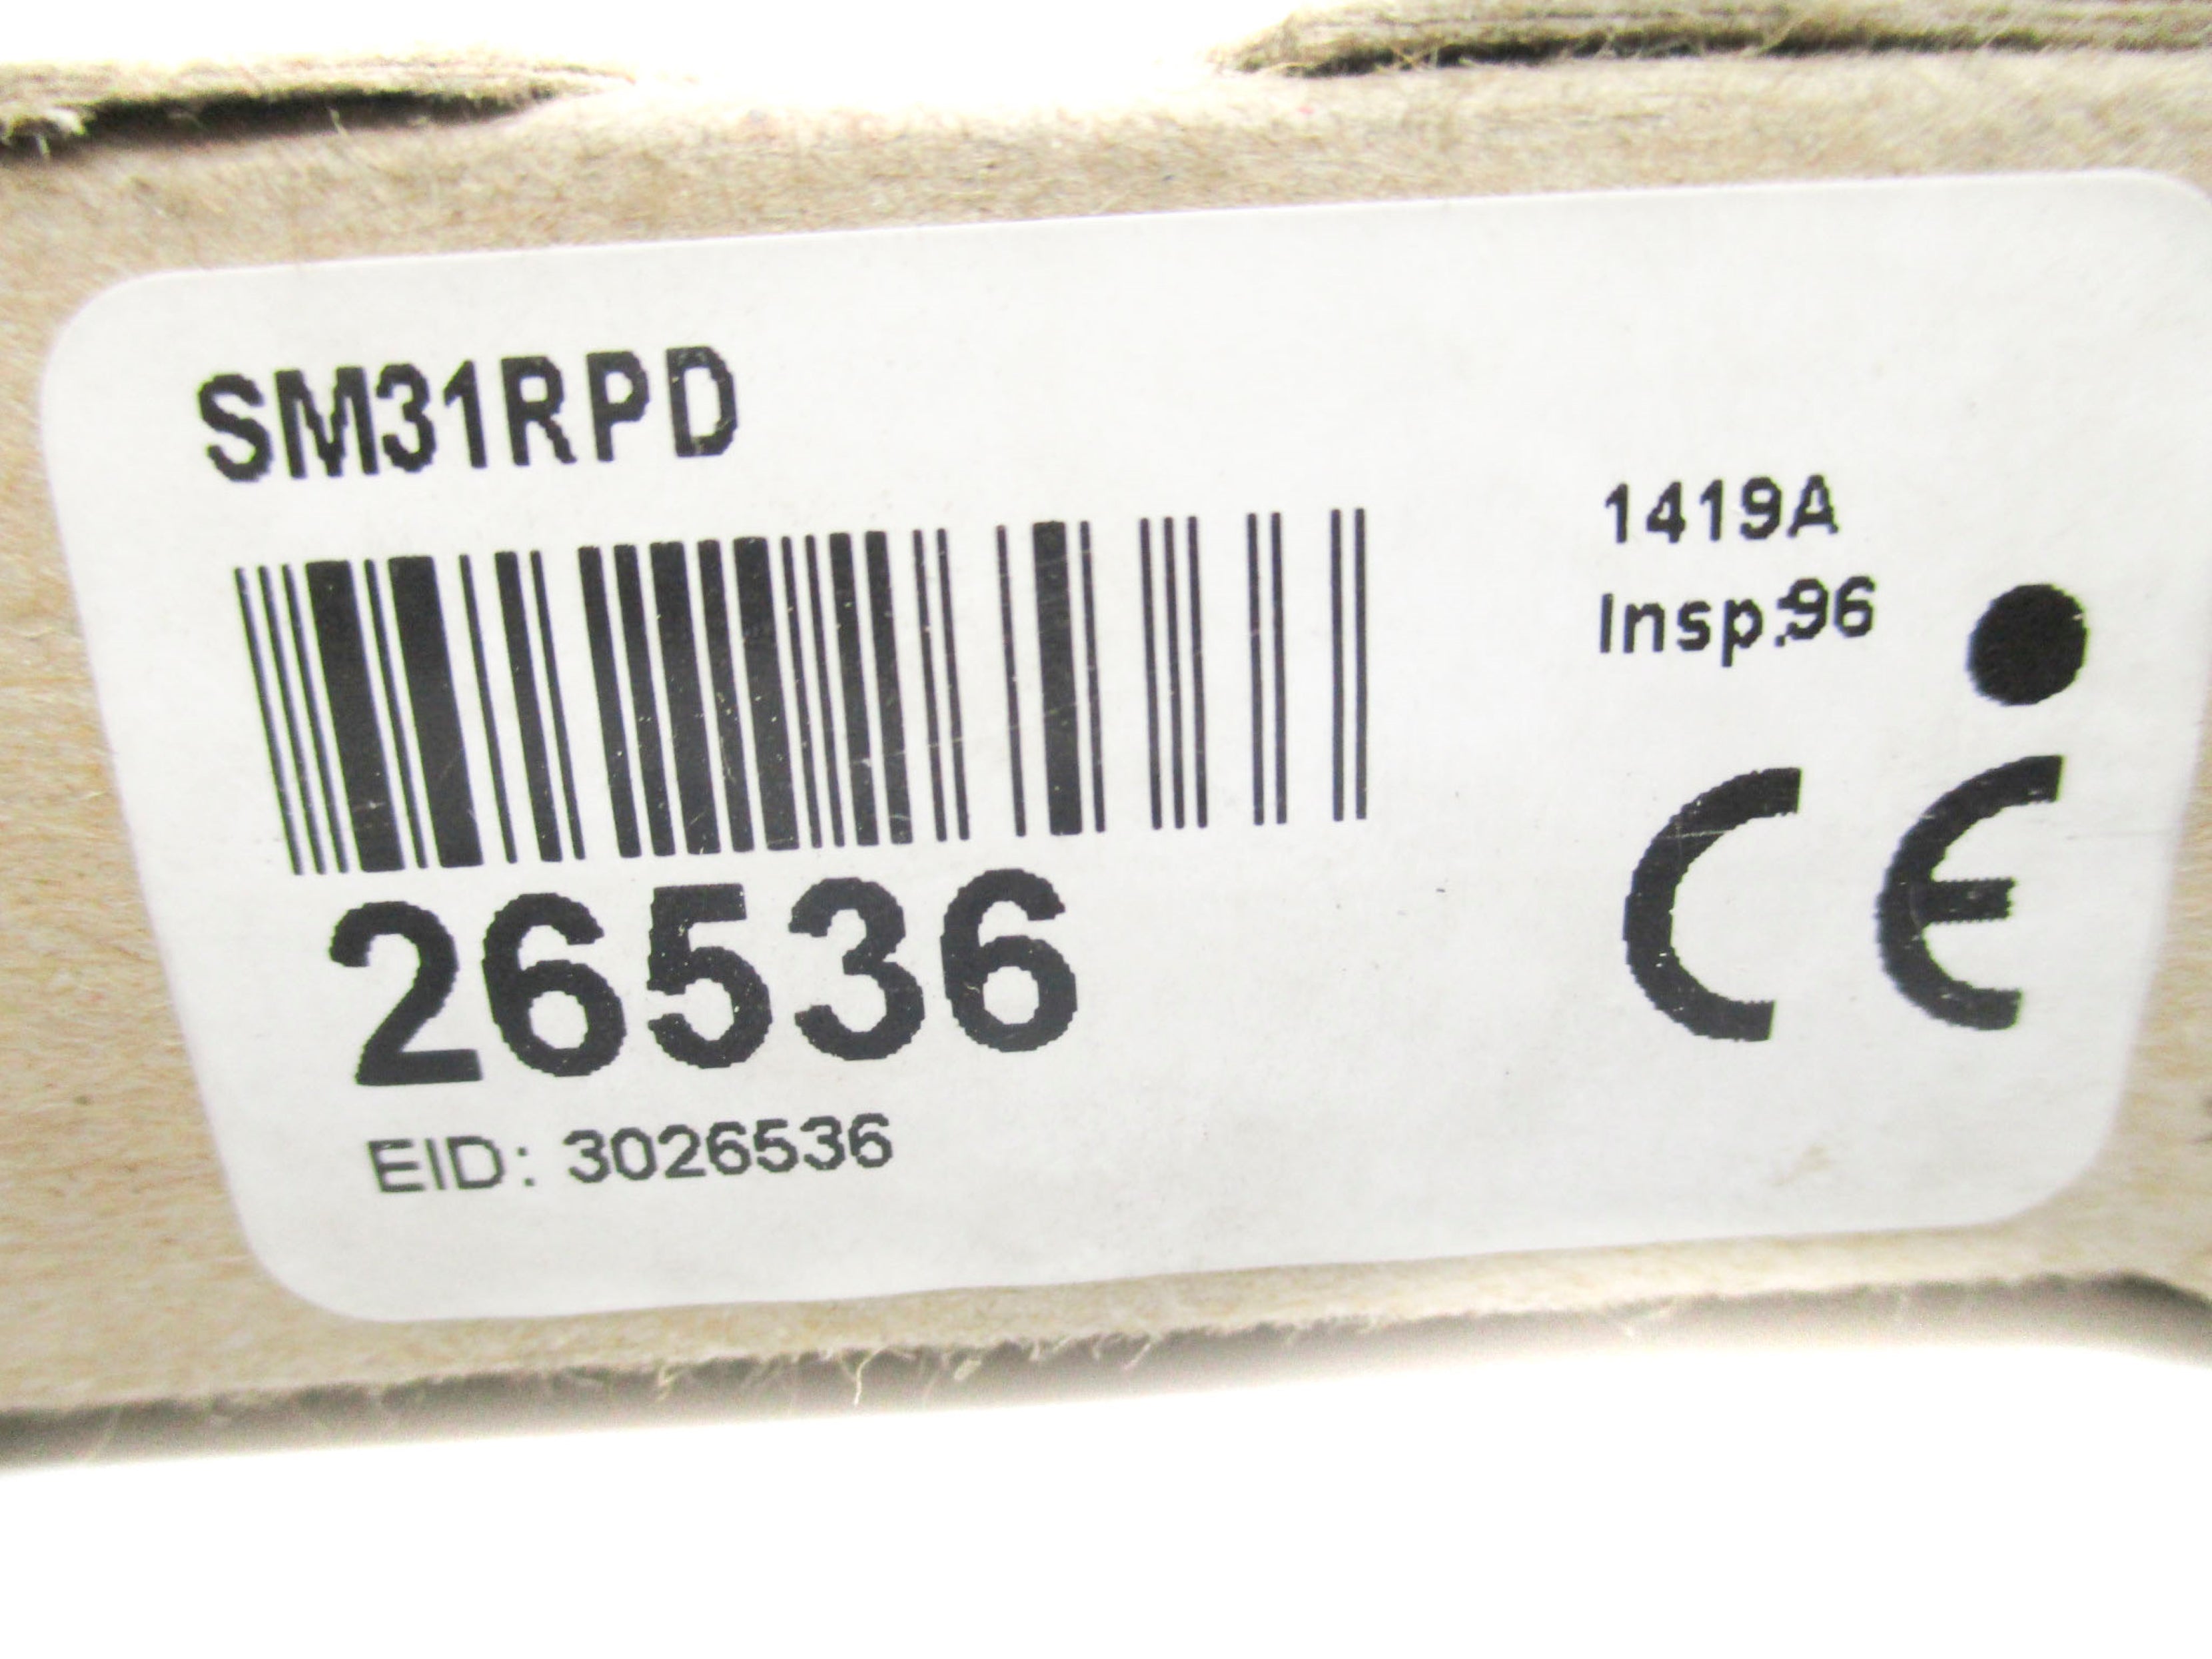 SM31RPD
1419A
Insp:96
CE
26536
EID: 3026536